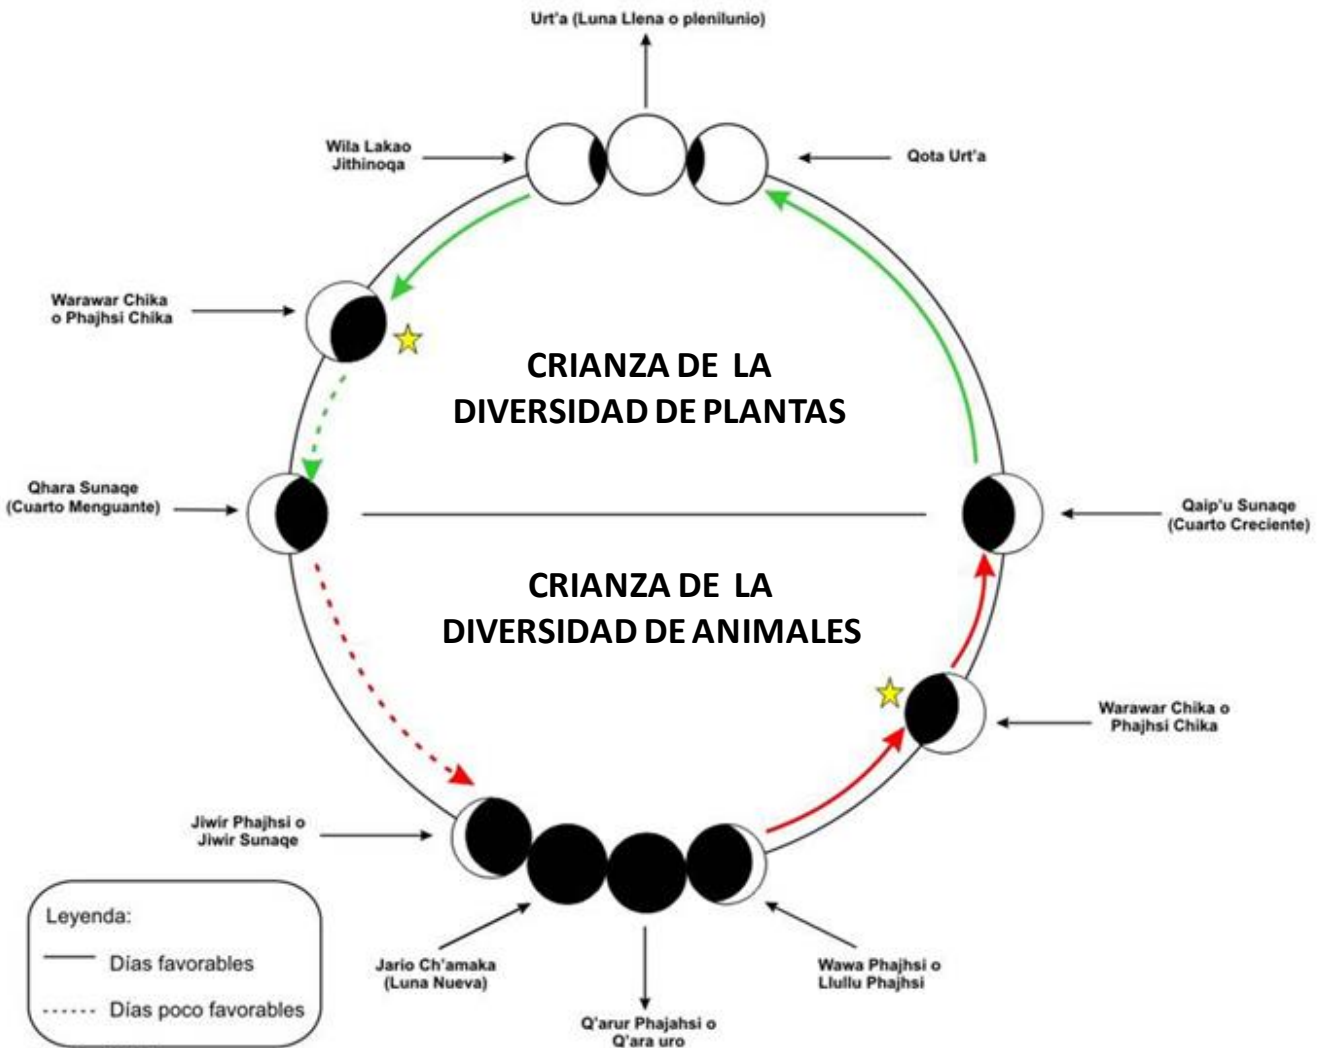 Urt'a (Luna Llena o plenilunio)
Wila Lakao
Jithinoqa
Qota Urt'a
Warawar Chika
o Phajhsi Chika
CRIANZA DE LA
DIVERSIDAD DE PLANTAS
Qhara Sunaqe
(Cuarto Menguante)
Qaip'u Sunaqe
(Cuarto Creciente)
CRIANZA DE LA
DIVERSIDAD DE ANIMALES
Warawar Chika o
Phajhsi Chika
Jiwir Phajhsi o
Jiwir Sunaqe
Jario Ch'amaka
(Luna Nueva)
Wawa Phajhsi o
Llullu Phajhsi
Q'arur Phajahsi o
Q'ara uro
Leyenda:
Días favorables
Días poco favorables